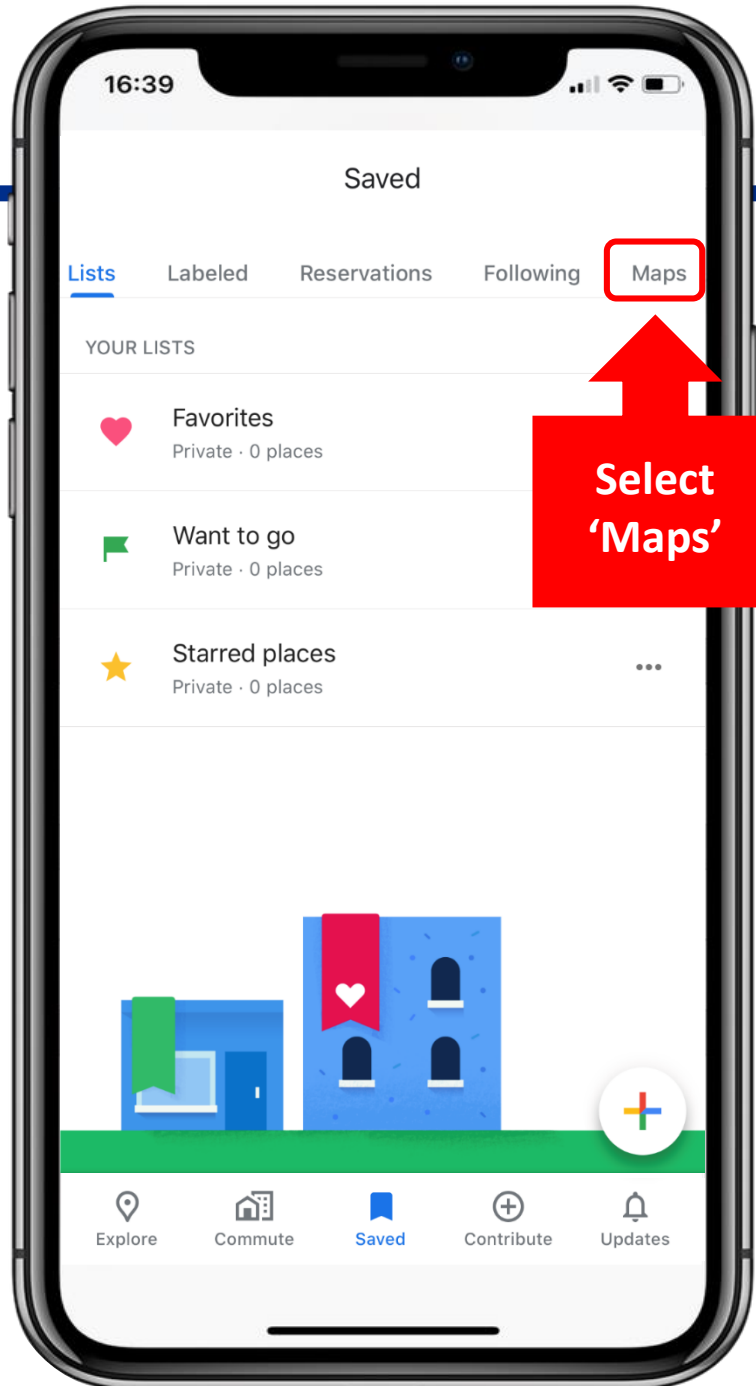 16:39
Saved
Lists Labeled Reservations Following Maps
YOUR LISTS
Favorites
Private · 0 places
Select
‘Maps’
Want to go
Private · 0 places
Starred places
Private · 0 places
Explore Commute Saved Contribute Updates